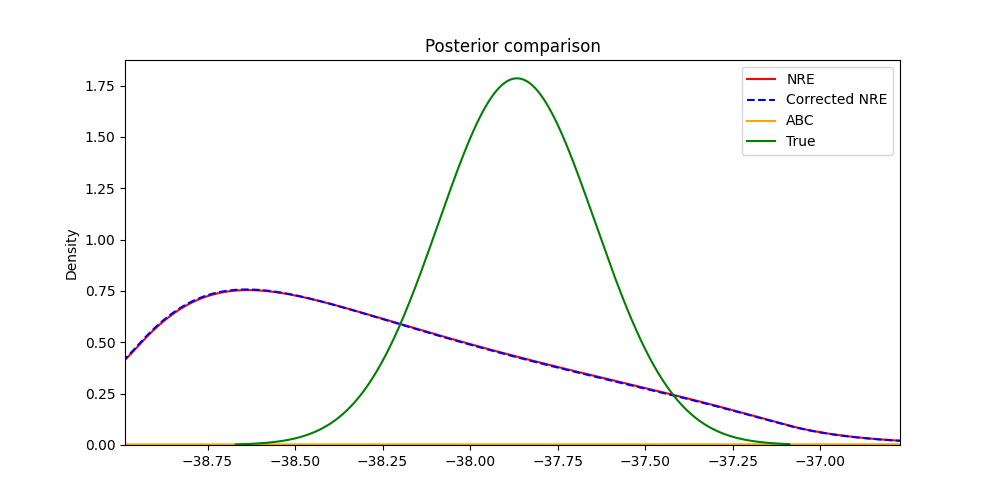 Posterior comparison
NRE
Corrected NRE
ABC
True
Density
1.75
1.50
1.25
1.00
0.75
0.50
0.25
0.00
−38.75 −38.50 −38.25 −38.00 −37.75 −37.50 −37.25 −37.00